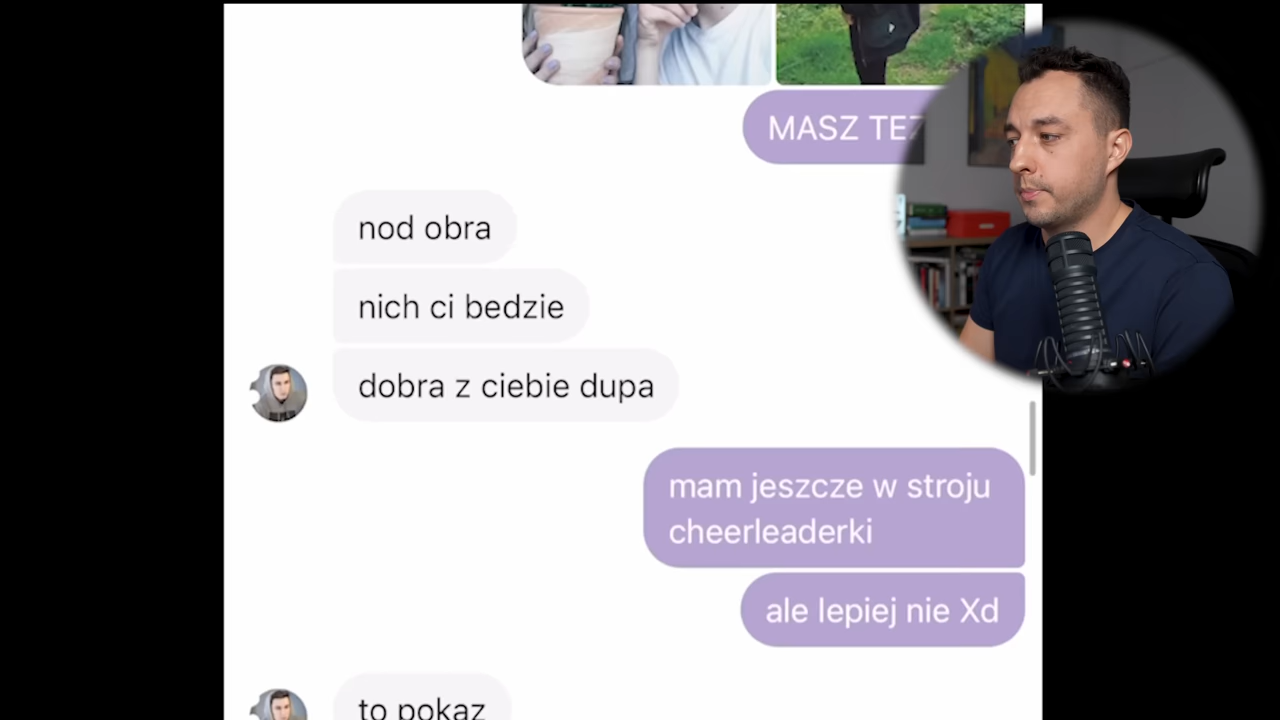 MASZ TEZ
nod obra
nich ci bedzie
dobra z ciebie dupa
mam jeszcze w stroju
cheerleaderki
ale lepiej nie Xd
to pokaz